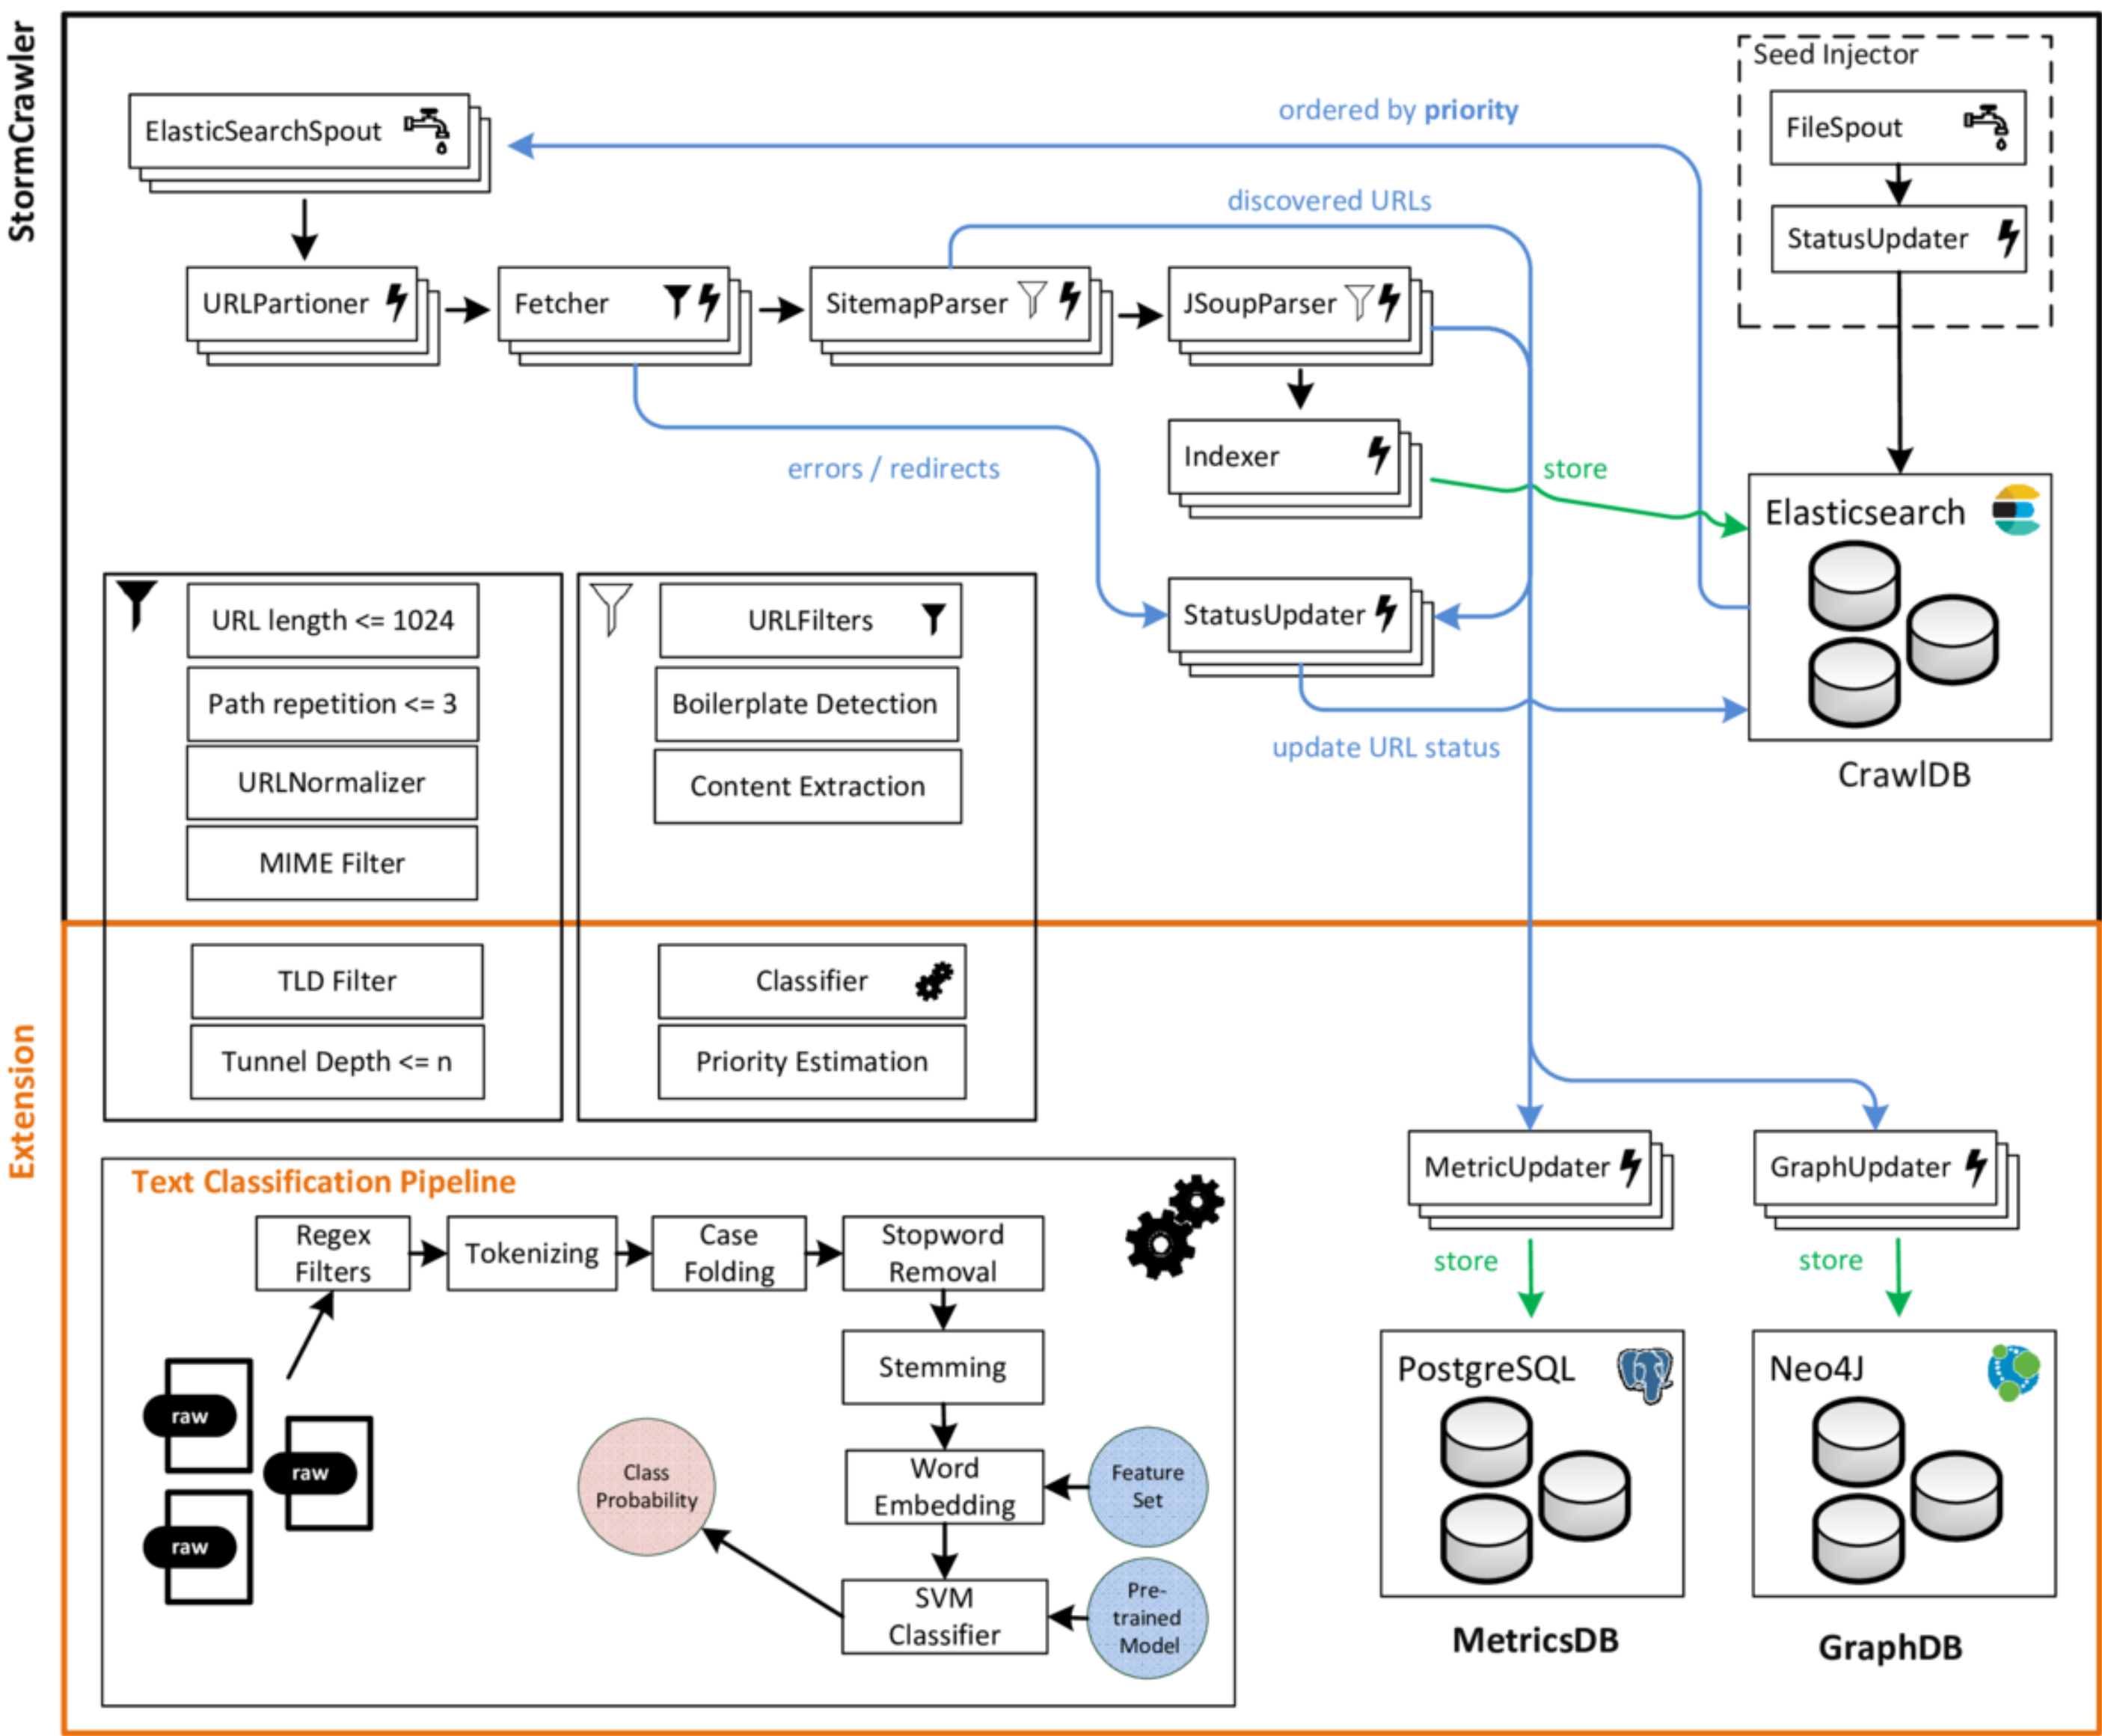 StormCrawler
Seed Injector
FileSpout
StatusUpdater
ElasticSearchSpout
ordered by priority
discovered URLs
URLPartioner
Fetcher
SitemapParser
JSoupParser
errors / redirects
Indexer
store
Elasticsearch
StatusUpdater
update URL status
CrawlDB
URL length <= 1024
Path repetition <= 3
URLNormalizer
MIME Filter
URLFilters
Boilerplate Detection
Content Extraction
Extension
TLD Filter
Tunnel Depth <= n
Classifier
Priority Estimation
Text Classification Pipeline
Regex
Filters
Tokenizing
Case
Folding
Stopword
Removal
Stemming
Word
Embedding
Feature
Set
SVM
Classifier
Pre-
trained
Model
Class
Probability
raw
raw
raw
MetricUpdater
GraphUpdater
store
store
PostgreSQL
Neo4J
MetricsDB
GraphDB